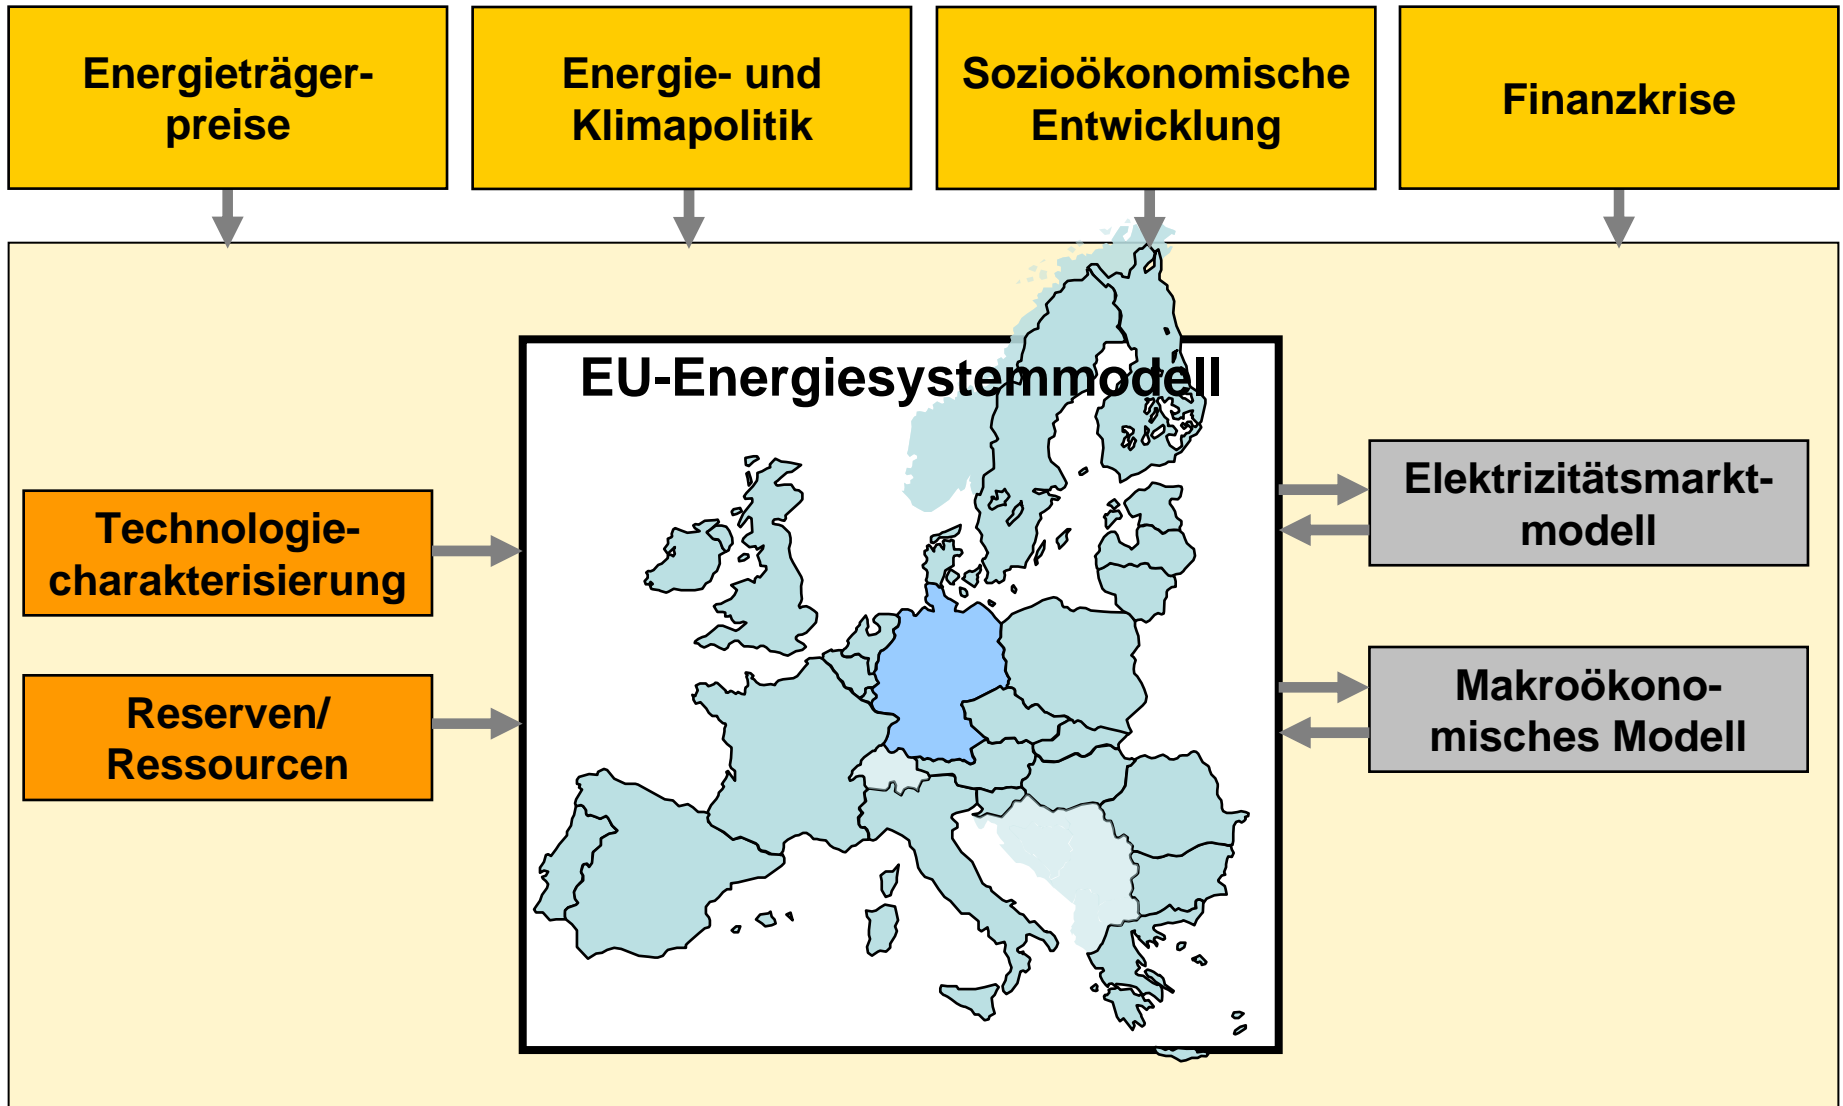 Energieträger-
preise
Energie- und
Klimapolitik
Sozioökonomische
Entwicklung
Finanzkrise
EU-Energiesystemmodell
Technologie-
charakterisierung
Reserven/
Ressourcen
Elektrizitätsmarkt-
modell
Makroökono-
misches Modell